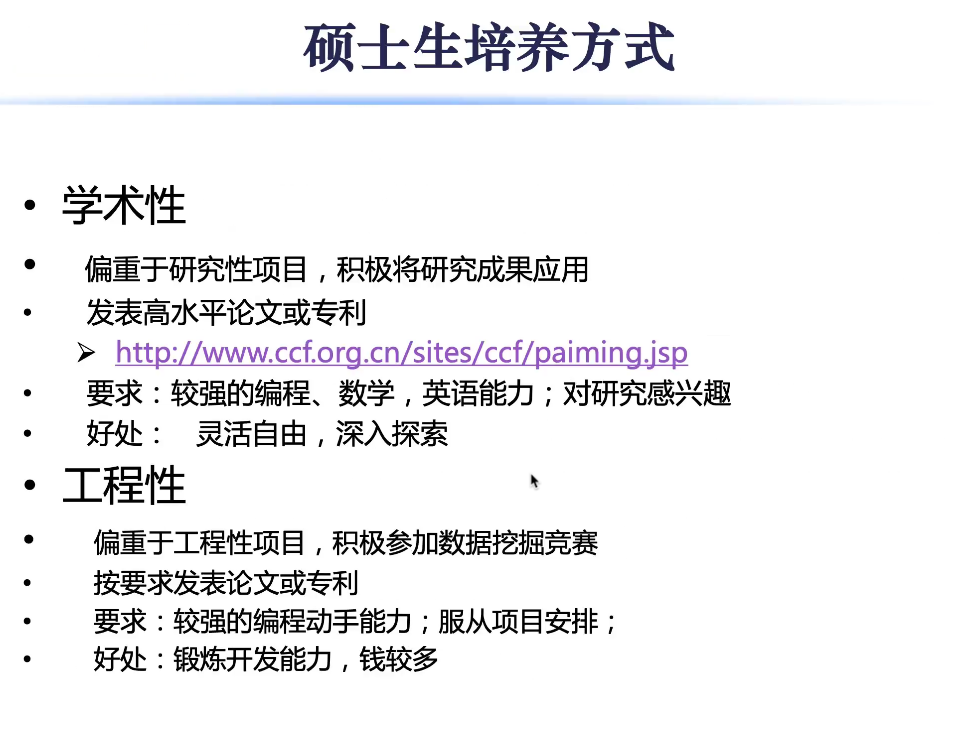 硕士生培养方式
• 学术性
• 偏重于研究性项目，积极将研究成果应用
• 发表高水平论文或专利
➢ http://www.ccf.org.cn/sites/ccf/paiming.jsp
• 要求：较强的编程、数学，英语能力；对研究感兴趣
• 好处： 灵活自由，深入探索
• 工程性
• 偏重于工程性项目，积极参加数据挖掘竞赛
• 按要求发表论文或专利
• 要求：较强的编程动手能力；服从项目安排；
• 好处：锻炼开发能力，钱较多